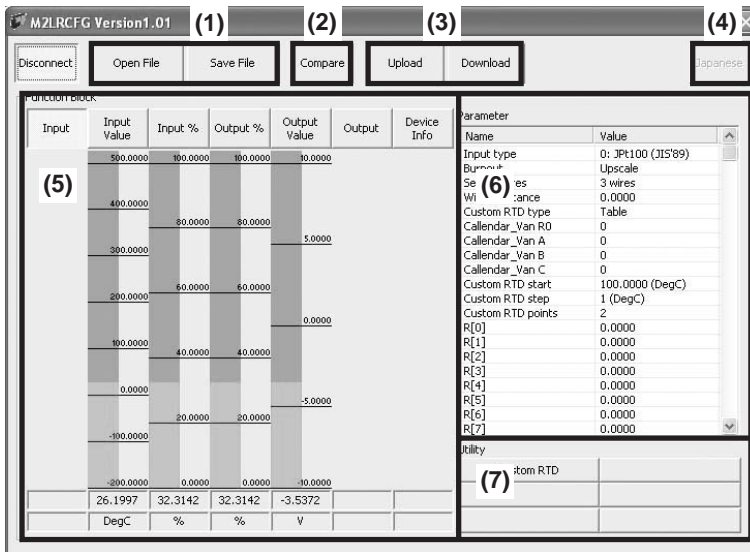 M2LRCFG Version1.01
(1) (2) (3) (4)
Disconnect Open File Save File Compare Upload Download Japanese
Function Block
Input Input Value Input % Output % Output Value Output Device Info
(5)
500.0000 100.0000 100.0000 10.0000
400.0000
80.0000 80.0000
5.0000
300.0000
60.0000 60.0000
200.0000
0.0000
100.0000
40.0000 40.0000
0.0000
-5.0000
20.0000 20.0000
-100.0000
-200.0000 0.0000 0.0000 -10.0000
26.1997 32.3142 32.3142 -3.5372
DegC % % V
Parameter
Name Value
(6)
Input type 0: JPt100 (JIS'89)
Burnout Upscale
3 wires
0.0000
Custom RTD type Table
Callendar_Van R0 0
Callendar_Van A 0
Callendar_Van B 0
Callendar_Van C 0
Custom RTD start 100.0000 (DegC)
Custom RTD step 1 (DegC)
Custom RTD points 2
R[0] 0.0000
R[1] 0.0000
R[2] 0.0000
R[3] 0.0000
R[4] 0.0000
R[5] 0.0000
R[6] 0.0000
R[7] 0.0000
Utility
(7)
RTD